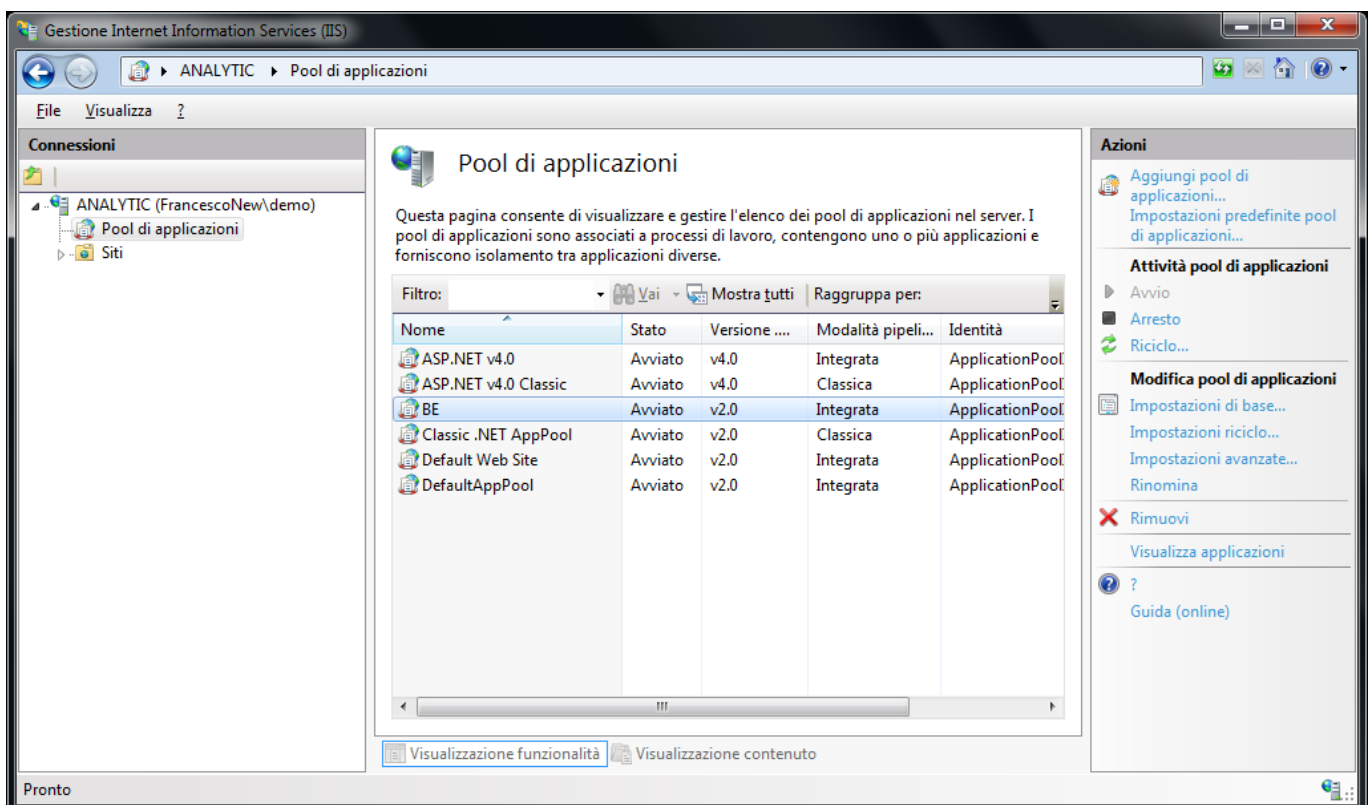 Gestione Internet Information Services (IIS)
ANALYTIC Pool di applicazioni
File Visualizza ?
Connessioni
ANALYTIC (FrancescoNew\demo)
Pool di applicazioni
Siti
Pool di applicazioni
Questa pagina consente di visualizzare e gestire l'elenco dei pool di applicazioni nel server. I
pool di applicazioni sono associati a processi di lavoro, contengono uno o più applicazioni e
forniscono isolamento tra applicazioni diverse.
Filtro: Vai Mostra tutti Raggruppa per:
Nome Stato Versione .... Modalità pipeli... Identità
ASP.NET v4.0 Avviato v4.0 Integrata ApplicationPoolI
ASP.NET v4.0 Classic Avviato v4.0 Classica ApplicationPoolI
BE Avviato v2.0 Integrata ApplicationPoolI
Classic .NET AppPool Avviato v2.0 Classica ApplicationPoolI
Default Web Site Avviato v2.0 Integrata ApplicationPoolI
DefaultAppPool Avviato v2.0 Integrata ApplicationPoolI
Visualizzazione funzionalità Visualizzazione contenuto
Azioni
Aggiungi pool di
applicazioni...
Impostazioni predefinite pool
di applicazioni...
Attività pool di applicazioni
Avvio
Arresto
Riciclo...
Modifica pool di applicazioni
Impostazioni di base...
Impostazioni riciclo...
Impostazioni avanzate...
Rinomina
Rimuovi
Visualizza applicazioni
?
Guida (online)
Pronto